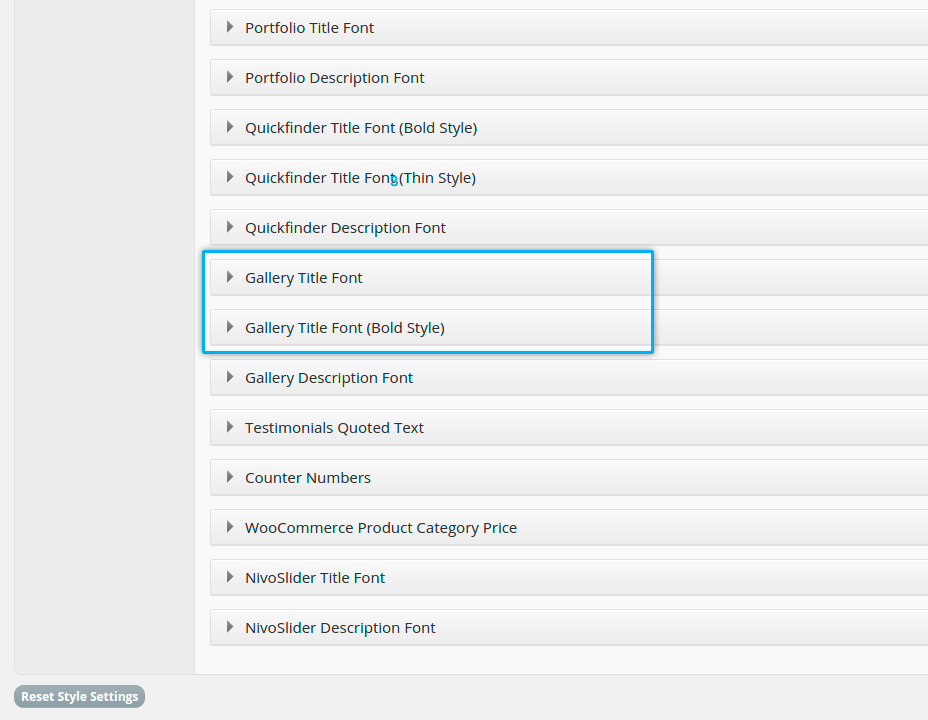 Portfolio Title Font
Portfolio Description Font
Quickfinder Title Font (Bold Style)
Quickfinder Title Font (Thin Style)
Quickfinder Description Font
Gallery Title Font
Gallery Title Font (Bold Style)
Gallery Description Font
Testimonials Quoted Text
Counter Numbers
WooCommerce Product Category Price
NivoSlider Title Font
NivoSlider Description Font
Reset Style Settings